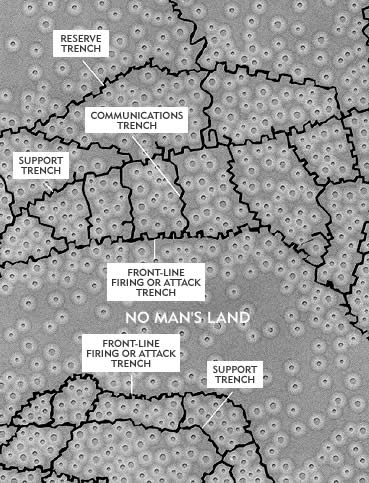 RESERVE
TRENCH
COMMUNICATIONS
TRENCH
SUPPORT
TRENCH
FRONT-LINE
FIRING OR ATTACK
TRENCH
NO MAN'S LAND
FRONT-LINE
FIRING OR ATTACK
TRENCH
SUPPORT
TRENCH